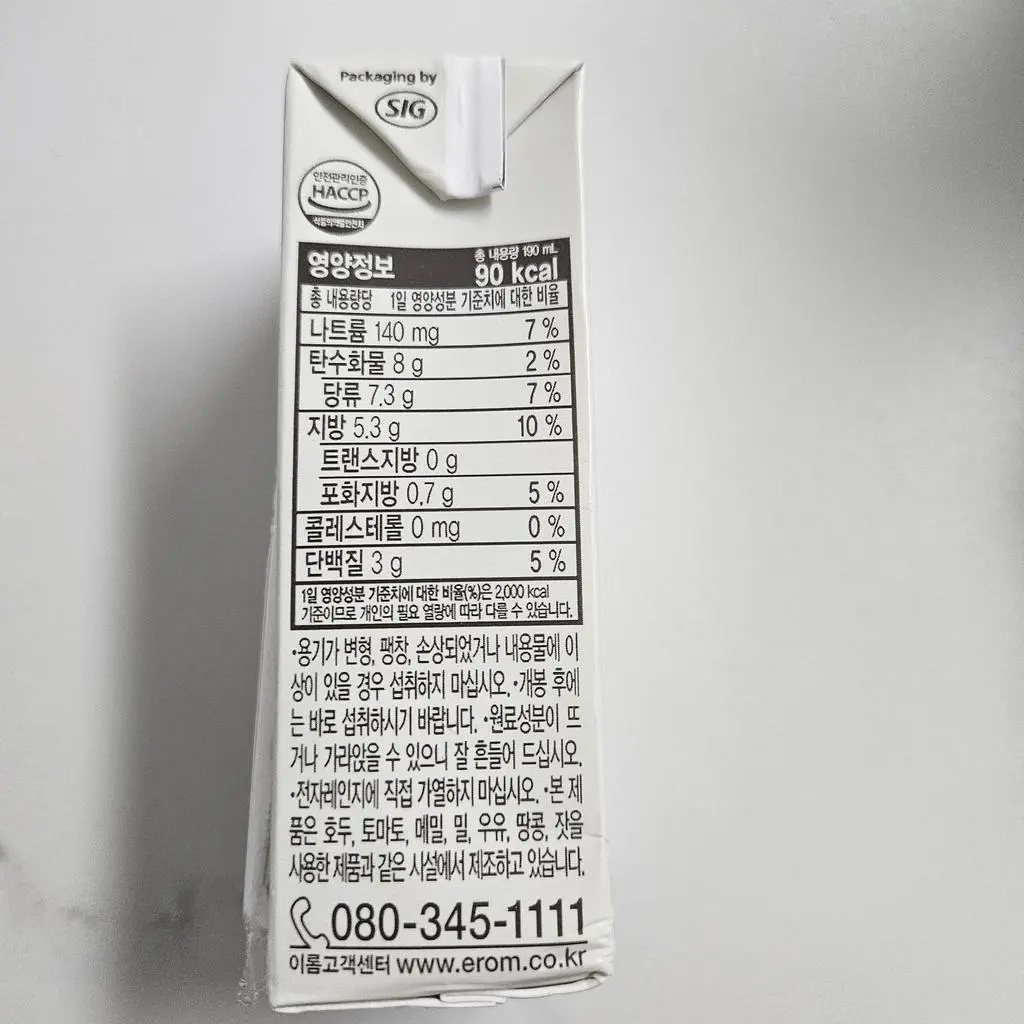 Packaging by
SIG
안전관리인증
HACCP
식품의약품안전처
영양정보
총 내용량 190 mL
90 kcal
총 내용량당 1일 영양성분 기준치에 대한 비율
나트륨 140 mg 7 %
탄수화물 8 g 2 %
당류 7.3 g 7 %
지방 5.3 g 10 %
트랜스지방 0 g
포화지방 0.7 g 5 %
콜레스테롤 0 mg 0 %
단백질 3 g 5 %
1일 영양성분 기준치에 대한 비율(%)은 2,000 kcal
기준이므로 개인의 필요 열량에 따라 다를 수 있습니다.
•용기가 변형, 팽창, 손상되었거나 내용물에 이
상이 있을 경우 섭취하지 마십시오. •개봉 후에
는 바로 섭취하시기 바랍니다. •원료성분이 뜨
거나 가라앉을 수 있으니 잘 흔들어 드십시오.
•전자레인지에 직접 가열하지 마십시오. •본 제
품은 호두, 토마토, 메밀, 밀, 우유, 땅콩, 잣을
사용한 제품과 같은 시설에서 제조하고 있습니다.
080-345-1111
이롬고객센터 www.erom.co.kr